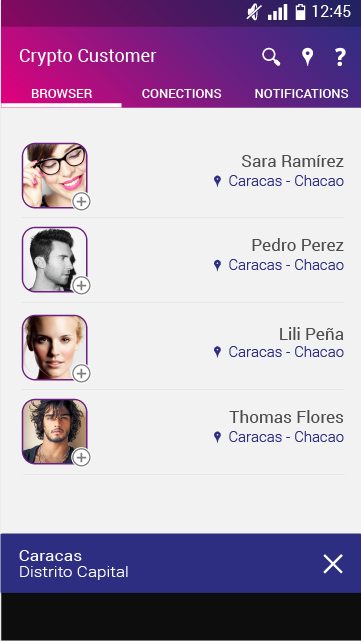 12:45
Crypto Customer
BROWSER CONECTIONS NOTIFICATIONS
Sara Ramírez
Caracas - Chacao
Pedro Perez
Caracas - Chacao
Lili Peña
Caracas - Chacao
Thomas Flores
Caracas - Chacao
Caracas
Distrito Capital